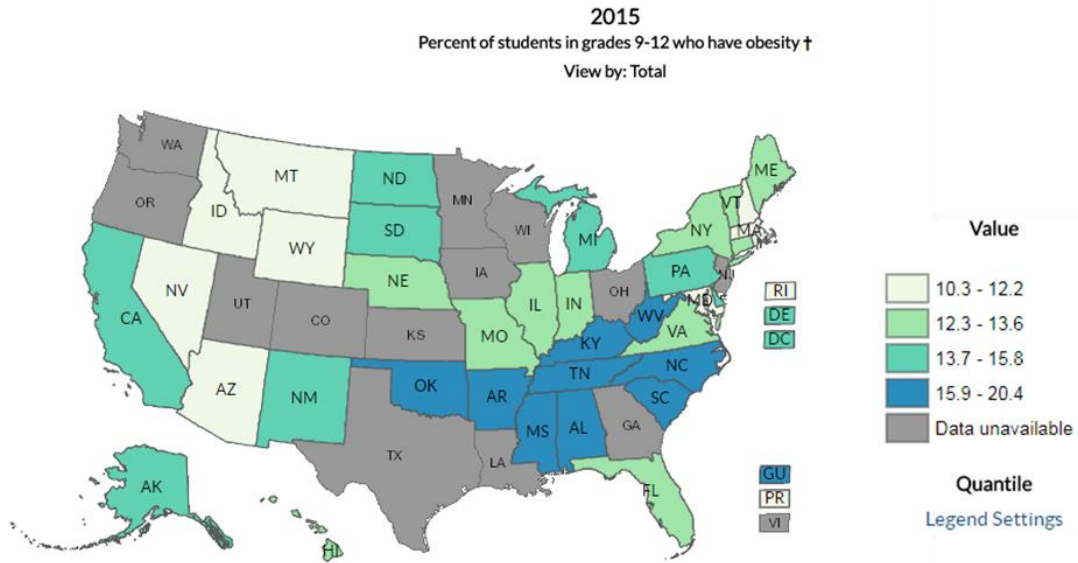 2015
Percent of students in grades 9-12 who have obesity †
View by: Total
WA
OR
MT
ID
WY
ND
SD
MN
WI
MI
ME
VT
NY
MA
NV
CA
UT
CO
NE
IA
KS
MO
IL
IN
OH
PA
NJ
MD
WV
VA
KY
TN
NC
SC
AZ
NM
OK
AR
TX
LA
MS
AL
GA
FL
AK
HI
RI
DE
DC
GU
PR
VI
Value
10.3 - 12.2
12.3 - 13.6
13.7 - 15.8
15.9 - 20.4
Data unavailable
Quantile
Legend Settings